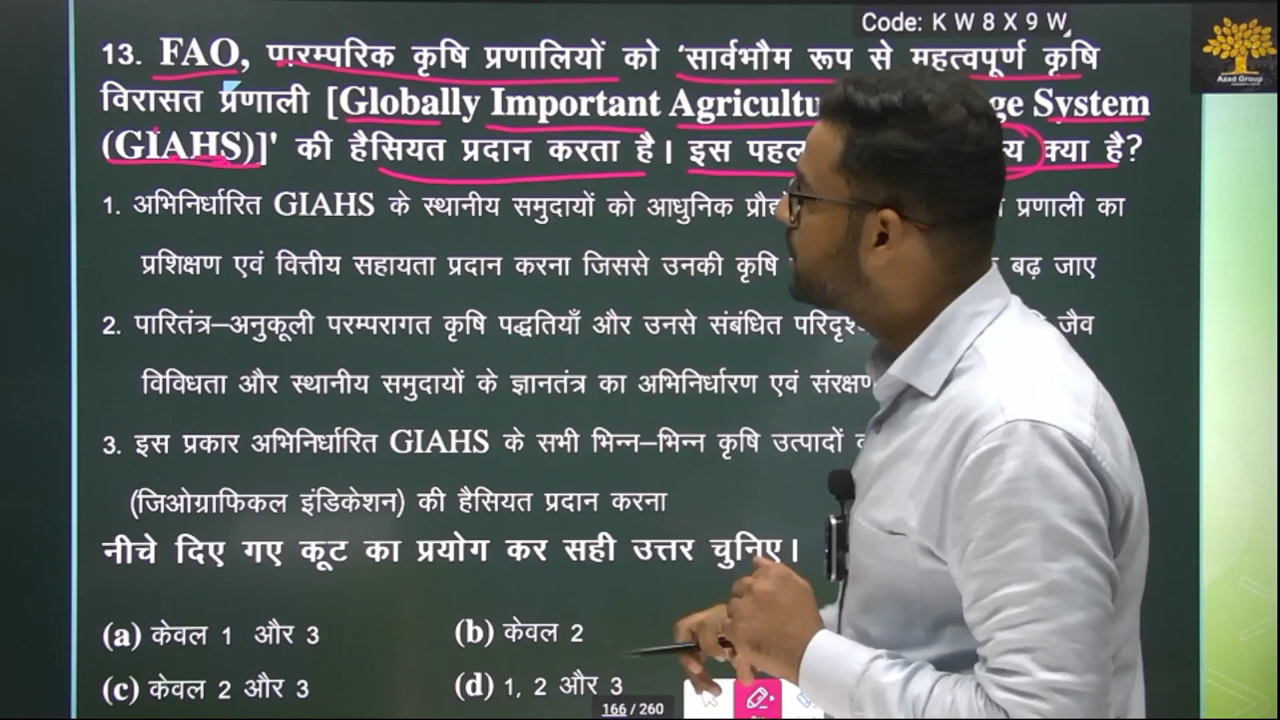 Code: K W 8 X 9 W
Azad Group
13. FAO, पारम्परिक कृषि प्रणालियों को 'सार्वभौम रूप से महत्वपूर्ण कृषि
विरासत प्रणाली [Globally Important System
(GIAHS)]' की हैसियत प्रदान करता है। इस क्या है?
1. अभिनिर्धारित GIAHS के स्थानीय समुदायों को आधुनिक प्रणाली का
प्रशिक्षण एवं वित्तीय सहायता प्रदान करना जिससे उनकी कृषि बढ़ जाए
2. पारितंत्र–अनुकूली परम्परागत कृषि पद्धतियाँ और उनसे संबंधित जैव
विविधता और स्थानीय समुदायों के ज्ञानतंत्र का अभिनिर्धारण एवं संरक्षण
3. इस प्रकार अभिनिर्धारित GIAHS के सभी भिन्न–भिन्न कृषि उत्पादों
(जिओग्राफिकल इंडिकेशन) की हैसियत प्रदान करना
नीचे दिए गए कूट का प्रयोग कर सही उत्तर चुनिए।
(a) केवल 1 और 3 (b) केवल 2
(c) केवल 2 और 3 (d) 1, 2 और 3
166 / 260